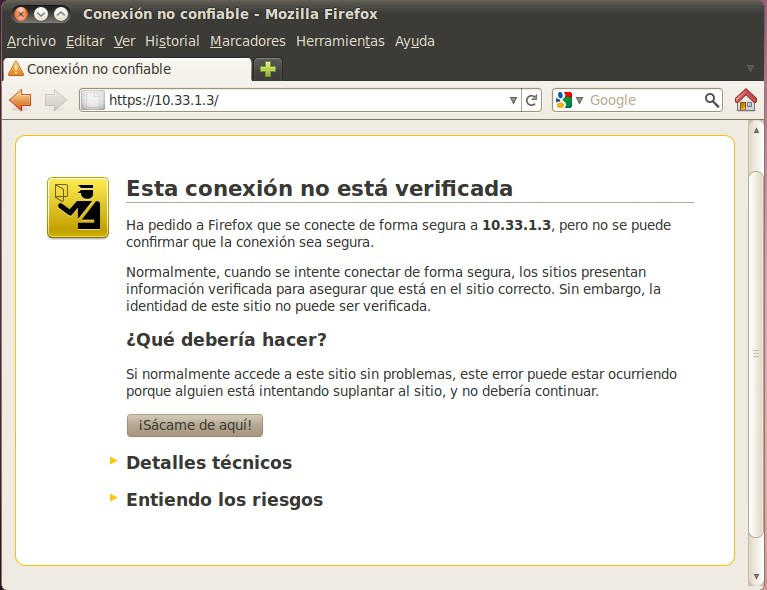 Conexión no confiable - Mozilla Firefox
Archivo Editar Ver Historial Marcadores Herramientas Ayuda
Conexión no confiable
https://10.33.1.3/
Google
Esta conexión no está verificada
Ha pedido a Firefox que se conecte de forma segura a 10.33.1.3, pero no se puede
confirmar que la conexión sea segura.
Normalmente, cuando se intente conectar de forma segura, los sitios presentan
información verificada para asegurar que está en el sitio correcto. Sin embargo, la
identidad de este sitio no puede ser verificada.
¿Qué debería hacer?
Si normalmente accede a este sitio sin problemas, este error puede estar ocurriendo
porque alguien está intentando suplantar al sitio, y no debería continuar.
¡Sácame de aquí!
Detalles técnicos
Entiendo los riesgos